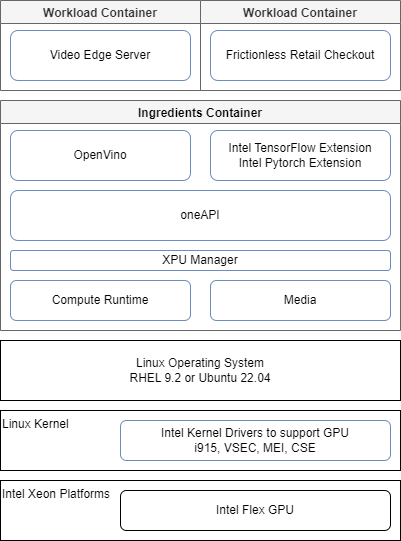 Workload Container
Workload Container
Video Edge Server
Frictionless Retail Checkout
Ingredients Container
OpenVino
Intel TensorFlow Extension
Intel Pytorch Extension
oneAPI
XPU Manager
Compute Runtime
Media
Linux Operating System
RHEL 9.2 or Ubuntu 22.04
Linux Kernel
Intel Kernel Drivers to support GPU
i915, VSEC, MEI, CSE
Intel Xeon Platforms
Intel Flex GPU